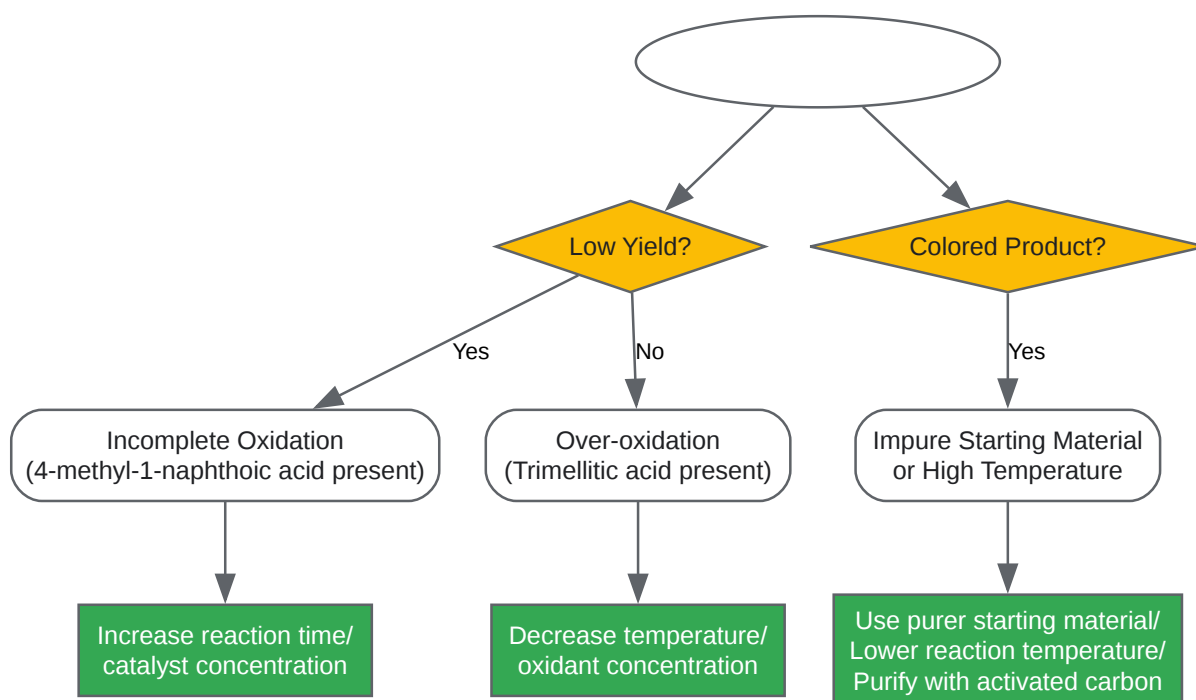 Low Yield?
Colored Product?
Yes
No
Yes
Incomplete Oxidation
(4-methyl-1-naphthoic acid present)
Over-oxidation
(Trimellitic acid present)
Impure Starting Material
or High Temperature
Increase reaction time/
catalyst concentration
Decrease temperature/
oxidant concentration
Use purer starting material/
Lower reaction temperature/
Purify with activated carbon